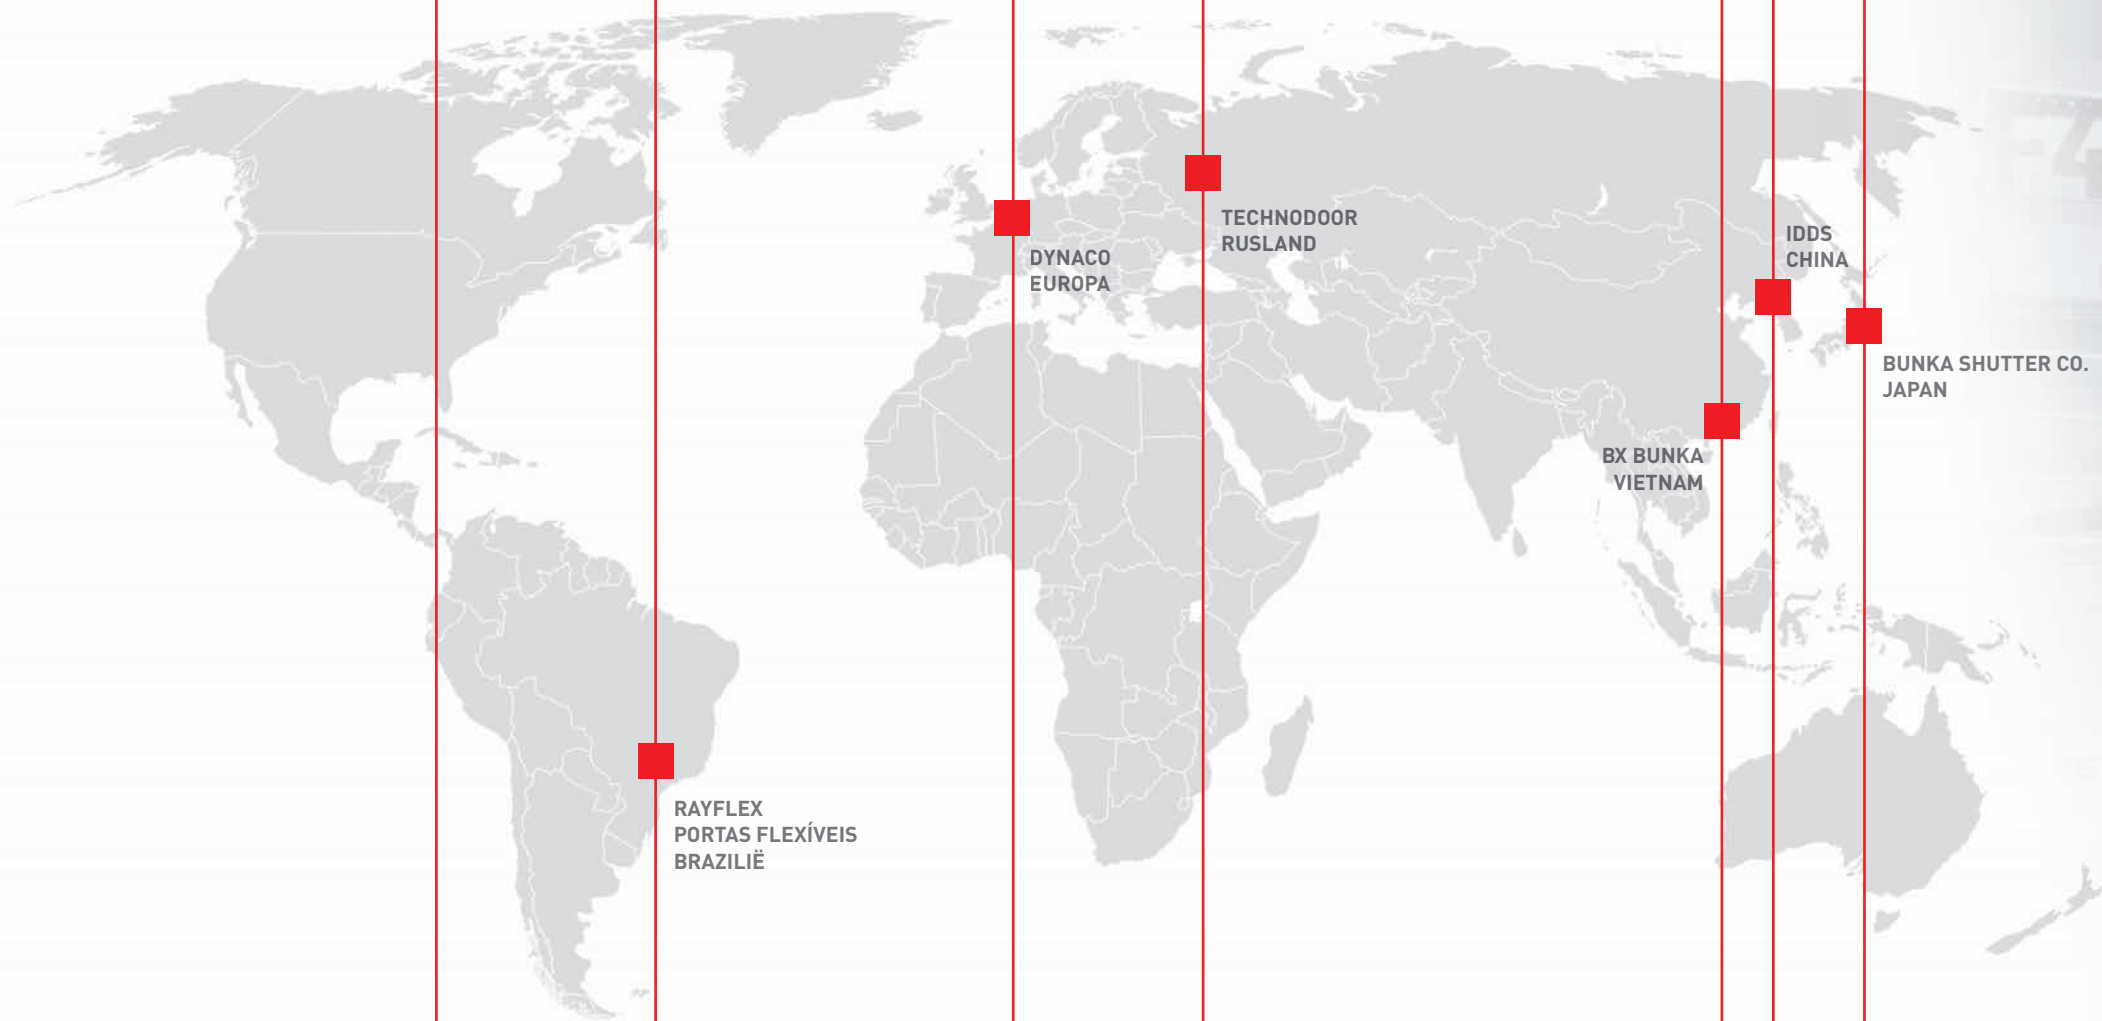 TECHNODOOR
RUSLAND
IDDS
CHINA
DYNACO
EUROPA
BUNKA SHUTTER CO.
JAPAN
BX BUNKA
VIETNAM
RAYFLEX
PORTAS FLEXÍVEIS
BRAZILIË